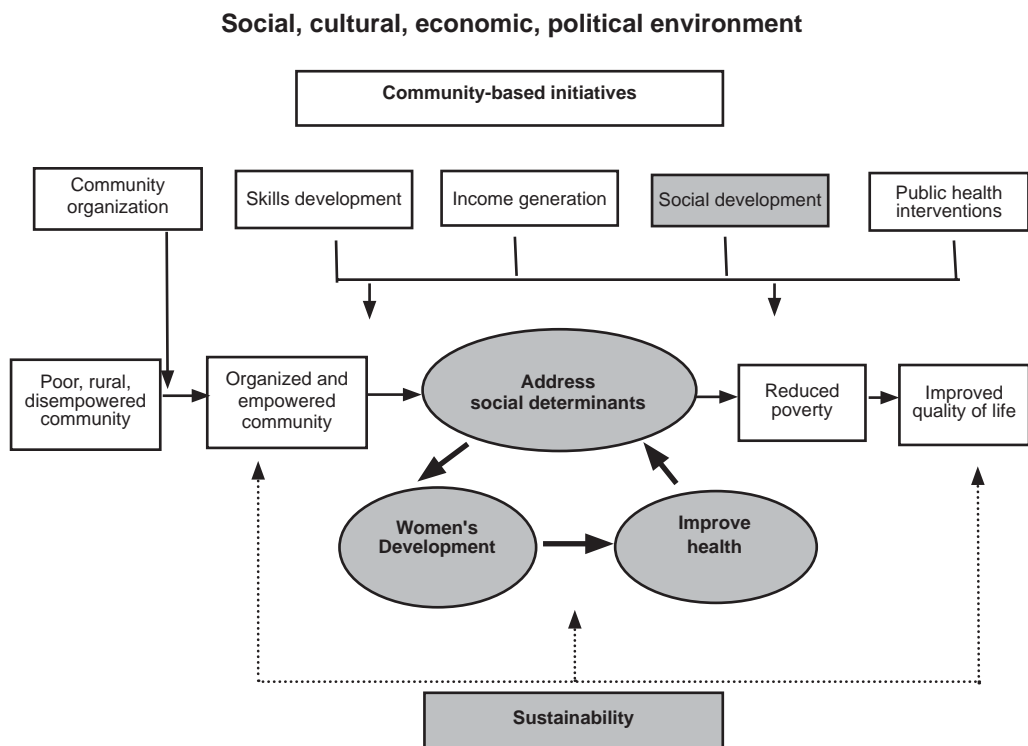 Social, cultural, economic, political environment
Community-based initiatives
Community
organization
Skills development
Income generation
Social development
Public health
interventions
Poor, rural,
disempowered
community
Organized and
empowered
community
Address
social determinants
Reduced
poverty
Improved
quality of life
Women's
Development
Improve
health
Sustainability